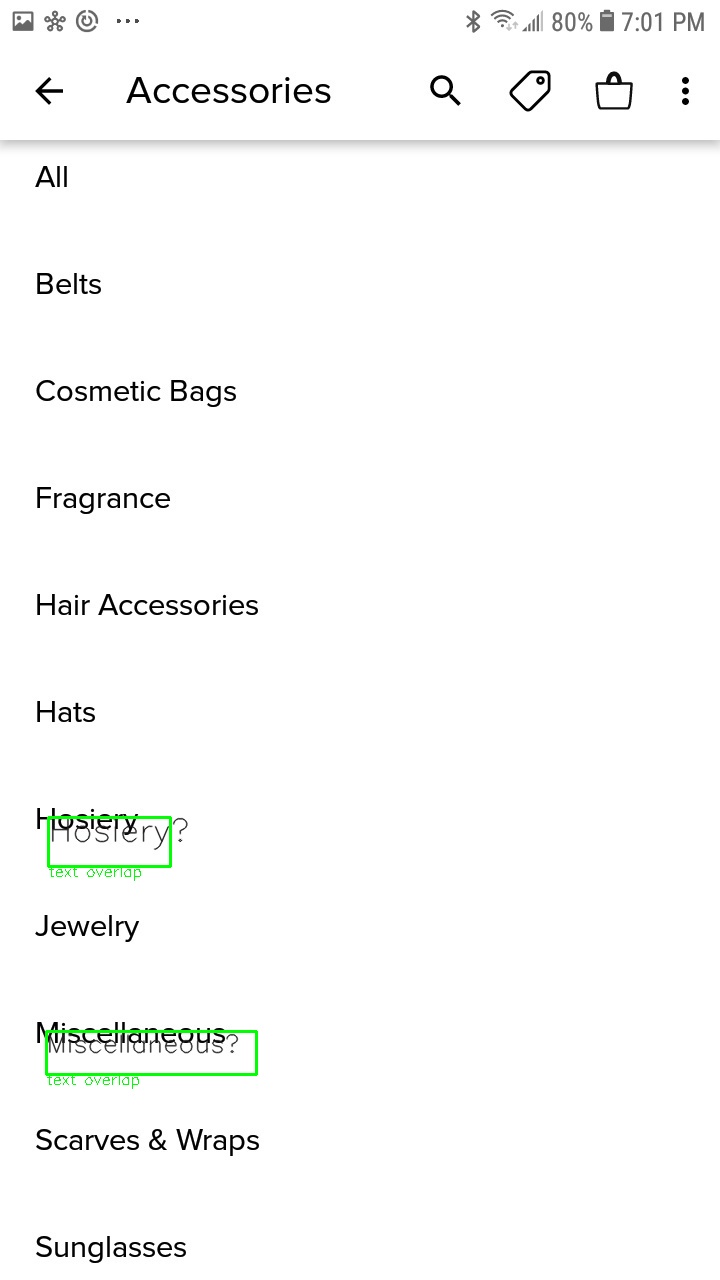 80% 7:01 PM
Accessories
All
Belts
Cosmetic Bags
Fragrance
Hair Accessories
Hats
Hosiery
Hosiery?
text overlap
Jewelry
Miscellaneous
Miscellaneous?
text overlap
Scarves & Wraps
Sunglasses